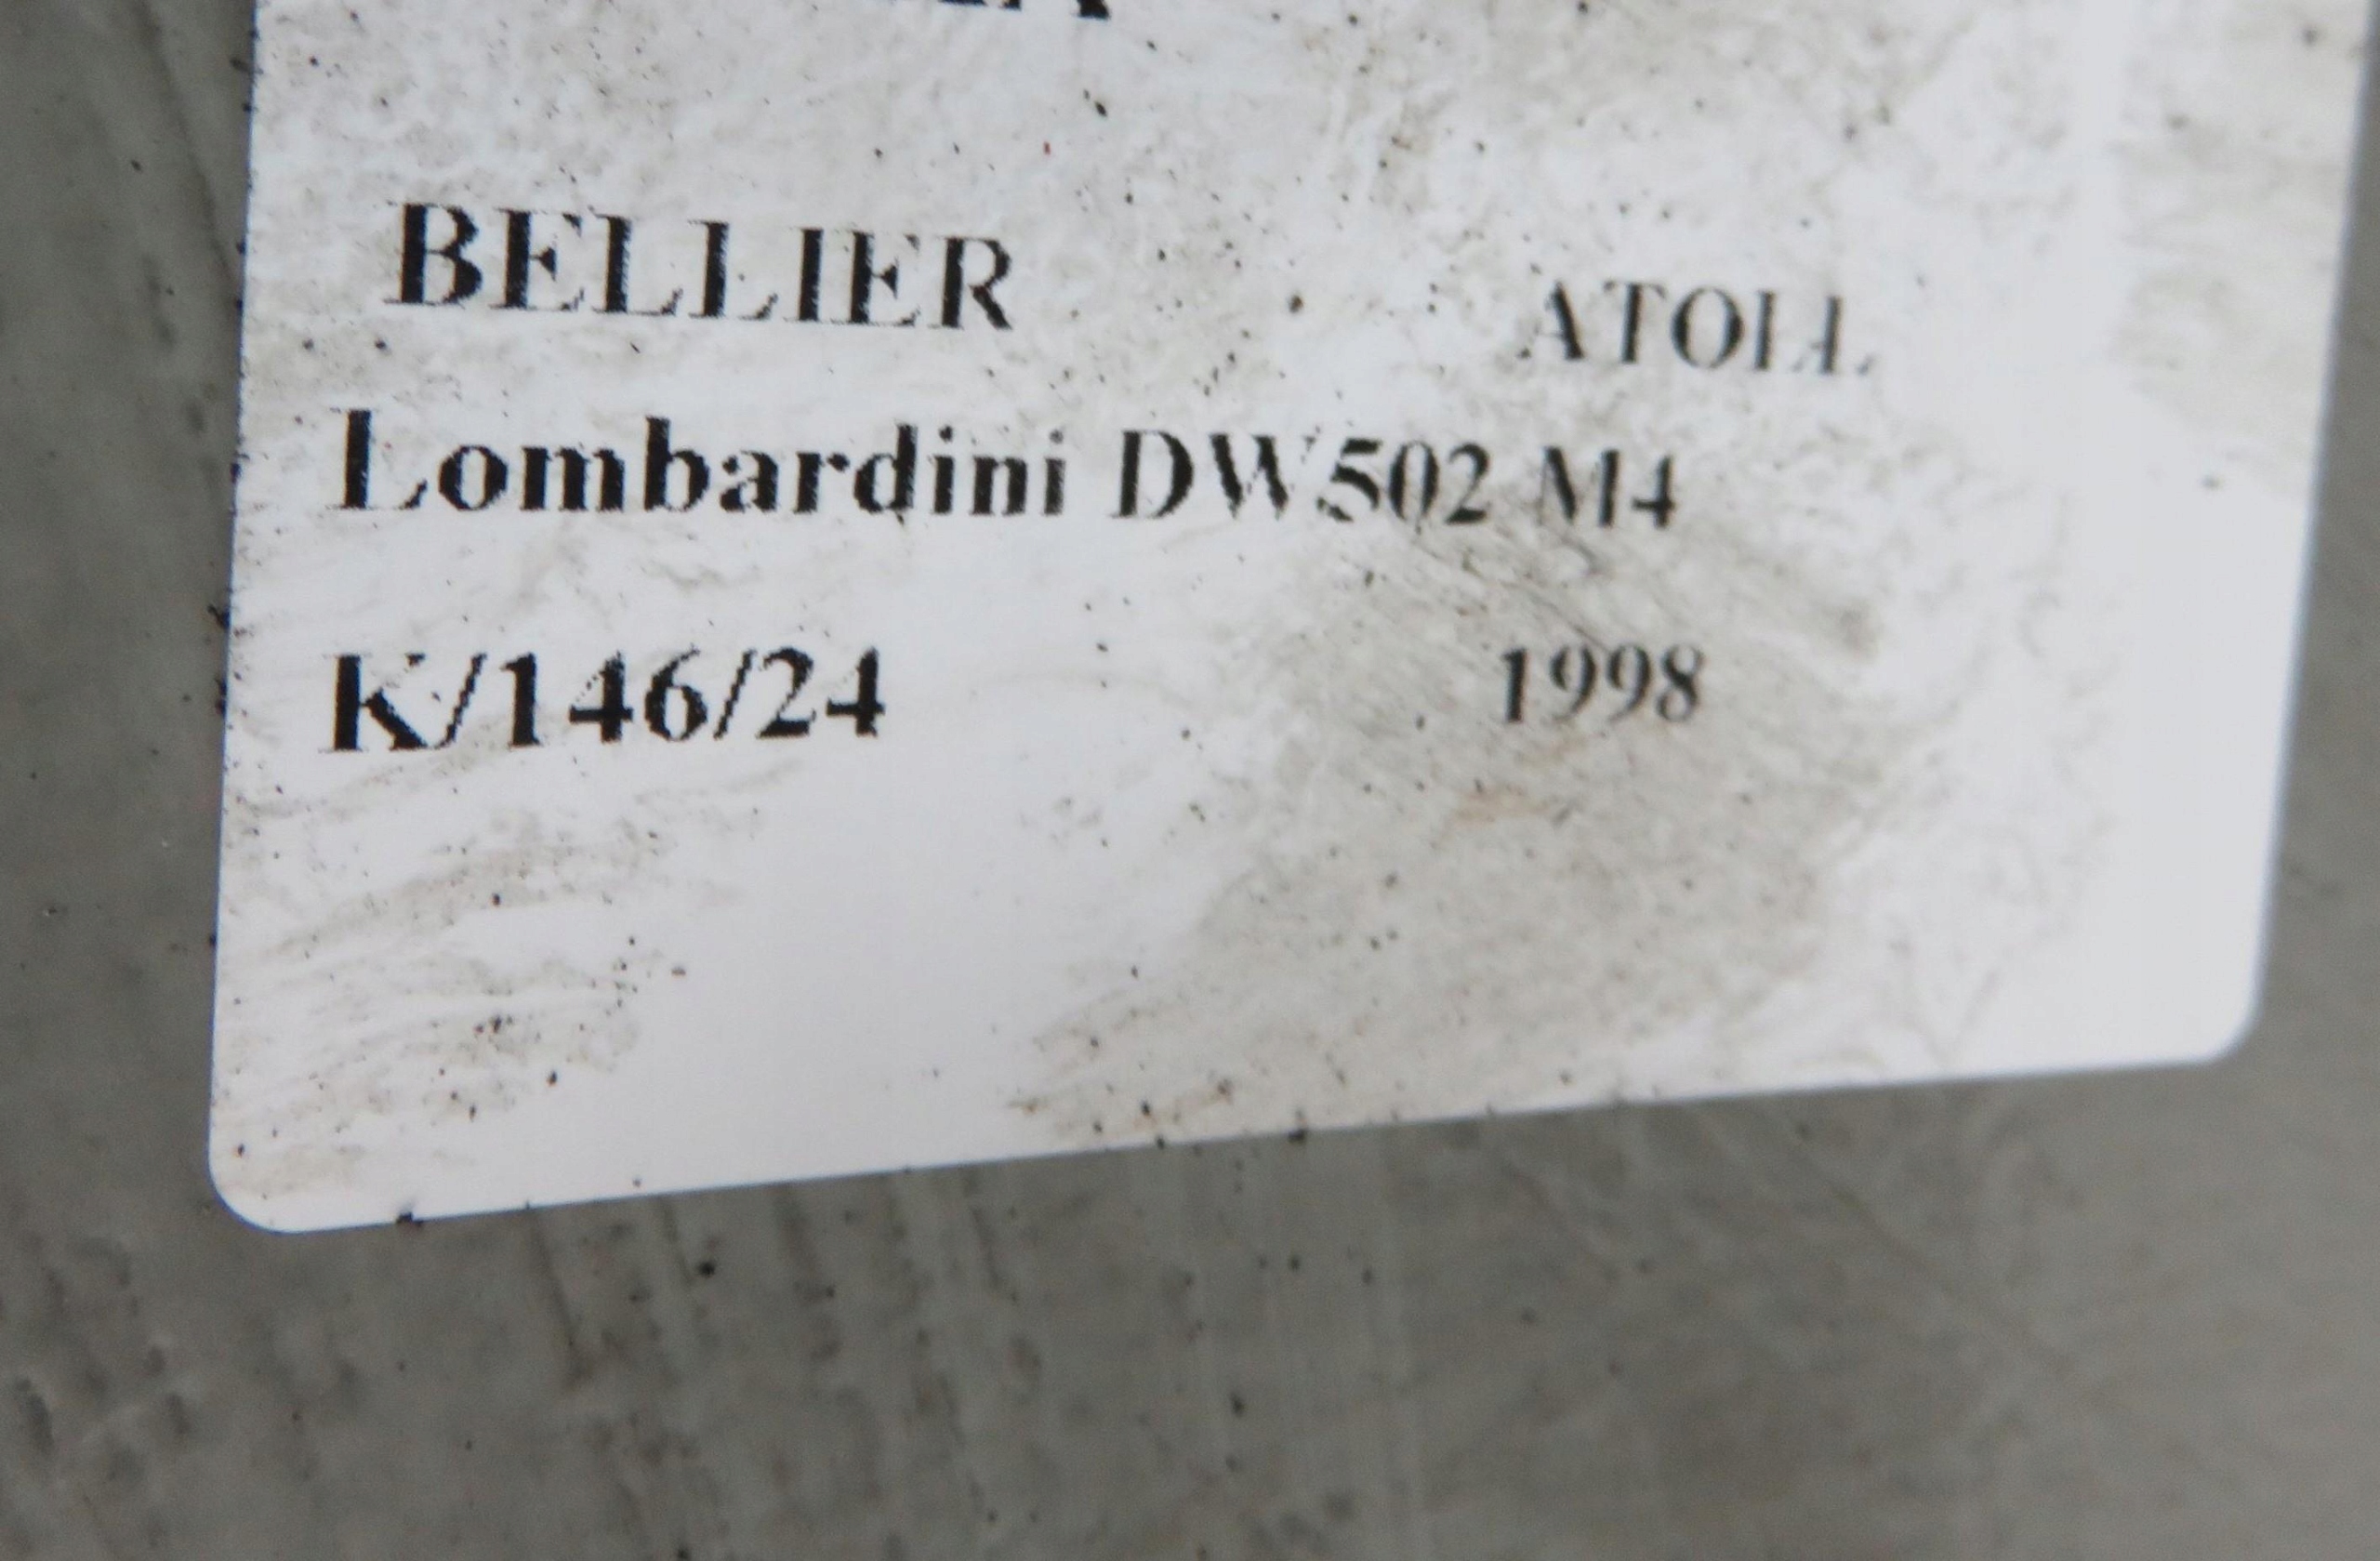 BELLIER ATOLL
Lombardini DW502 M4
K/146/24 1998